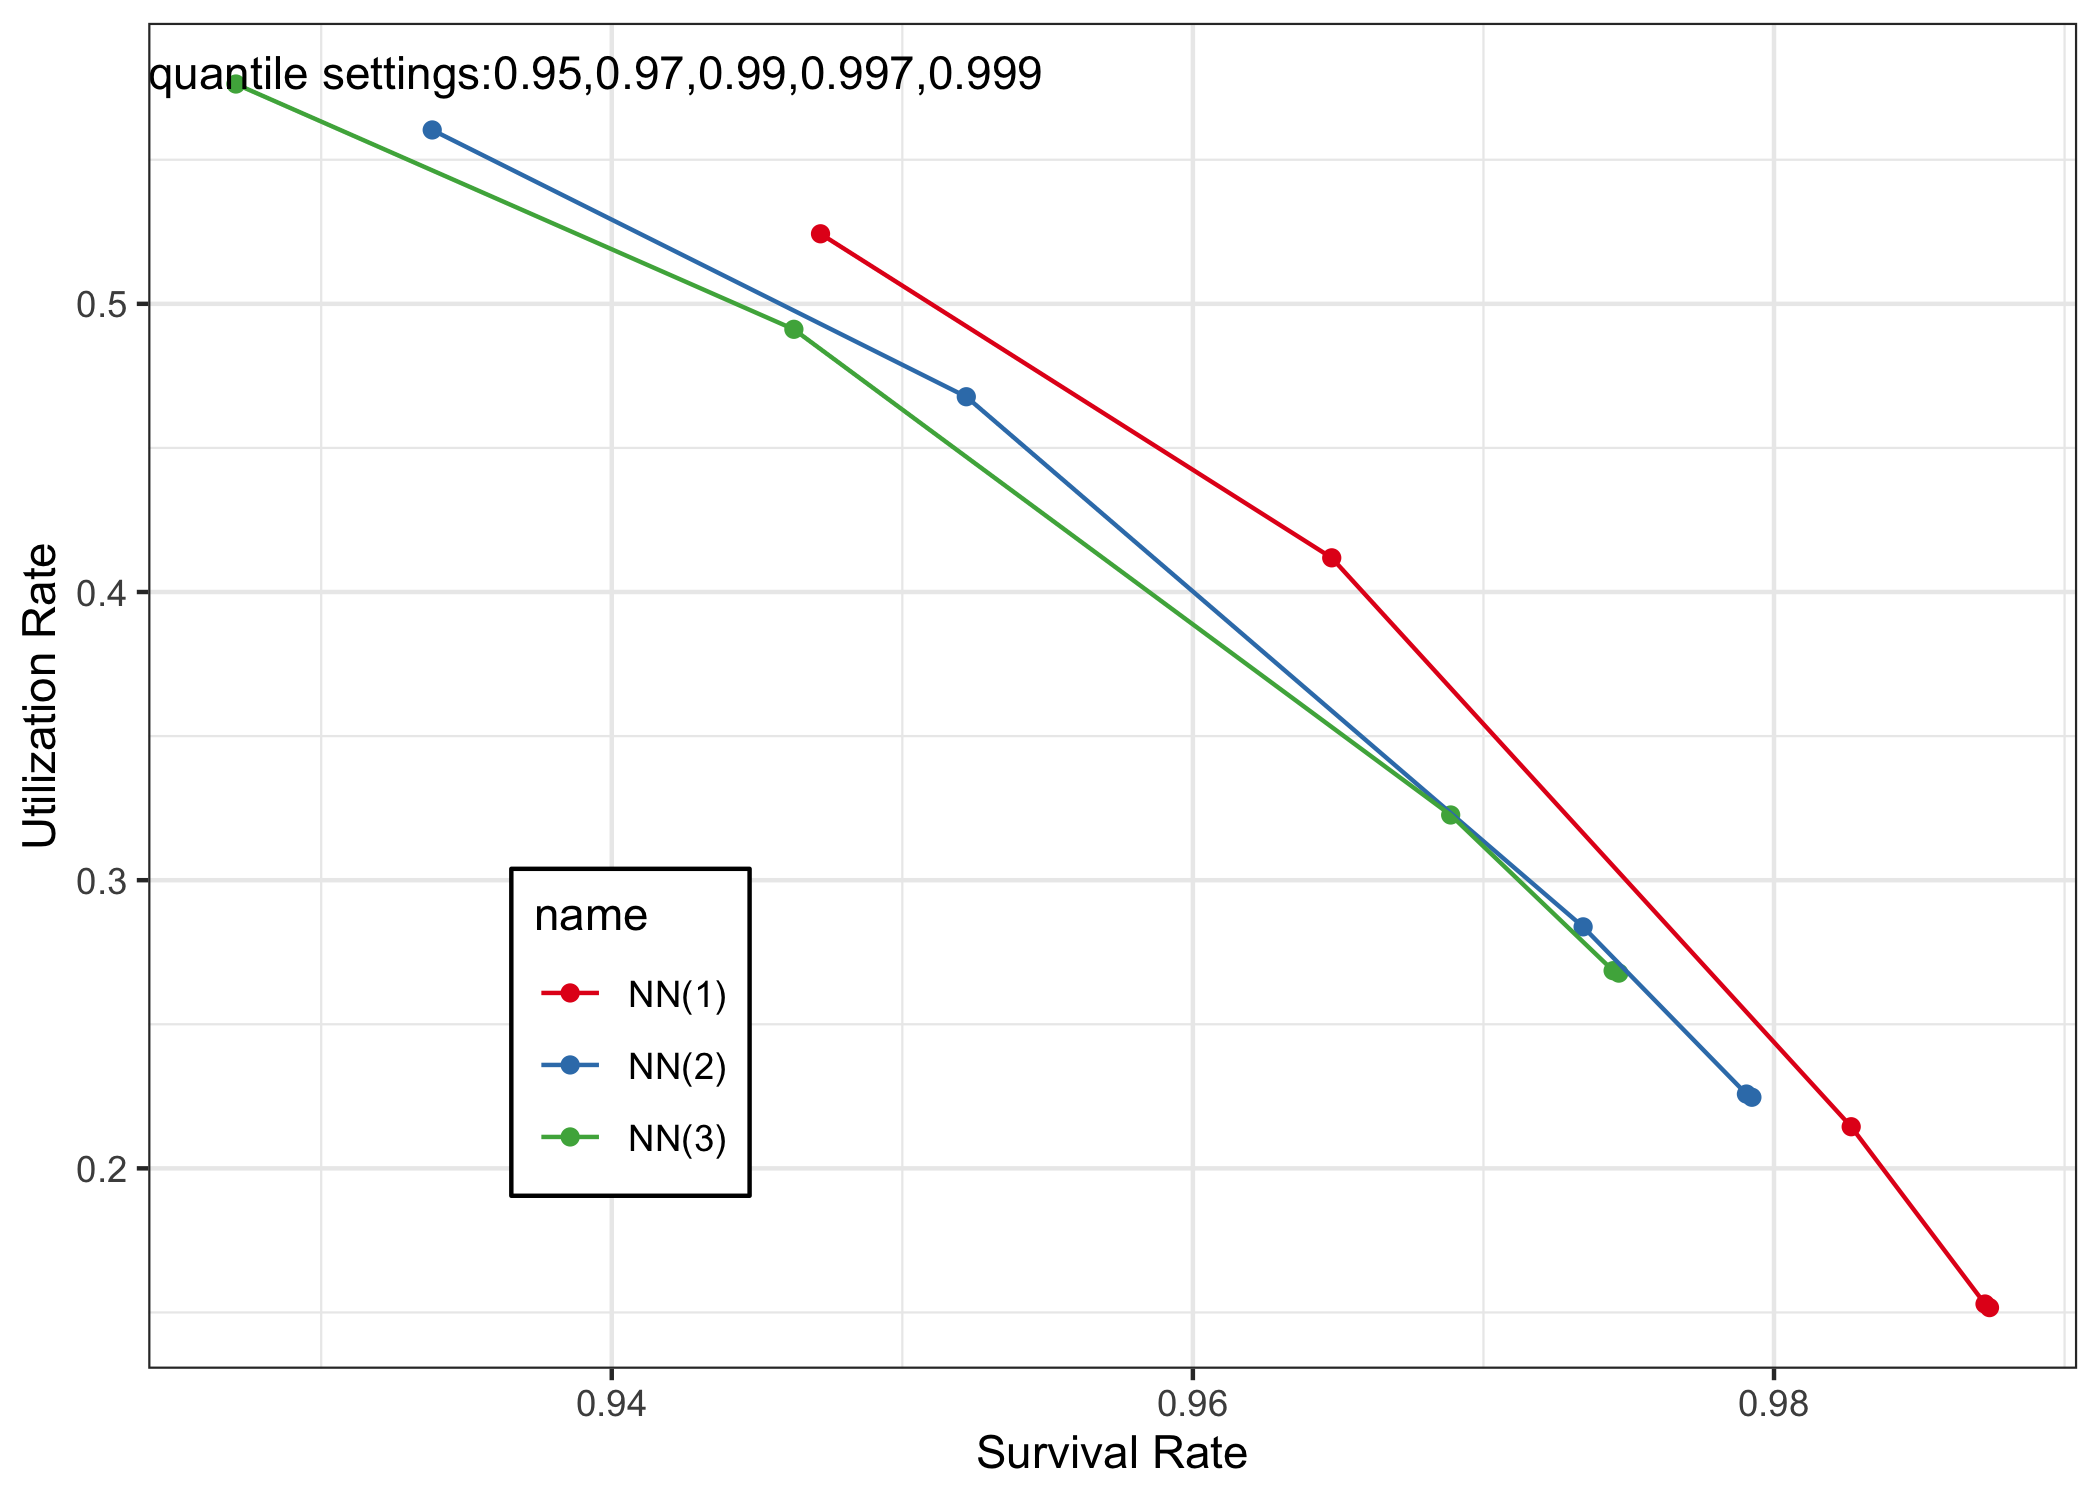 quantile settings:0.95,0.97,0.99,0.997,0.999
Utilization Rate
0.5
0.4
0.3
0.2
name
NN(1)
NN(2)
NN(3)
0.94 0.96 0.98
Survival Rate